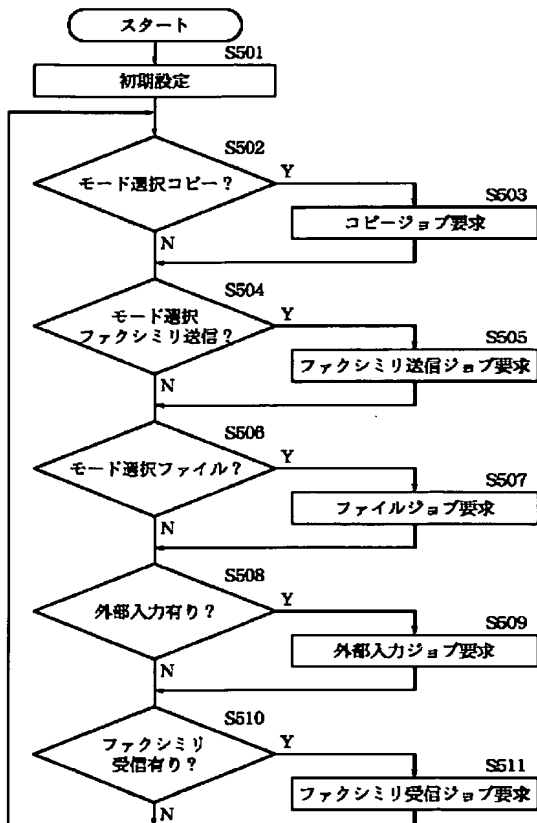 スタート
S501
初期設定
S502
モード選択コピー?
Y
S503
コピージョブ要求
N
S504
モード選択
ファクシミリ送信?
Y
S505
ファクシミリ送信ジョブ要求
N
S506
モード選択ファイル?
Y
S507
ファイルジョブ要求
N
S508
外部入力有り?
Y
S509
外部入力ジョブ要求
N
S510
ファクシミリ
受信有り?
Y
S511
ファクシミリ受信ジョブ要求
N